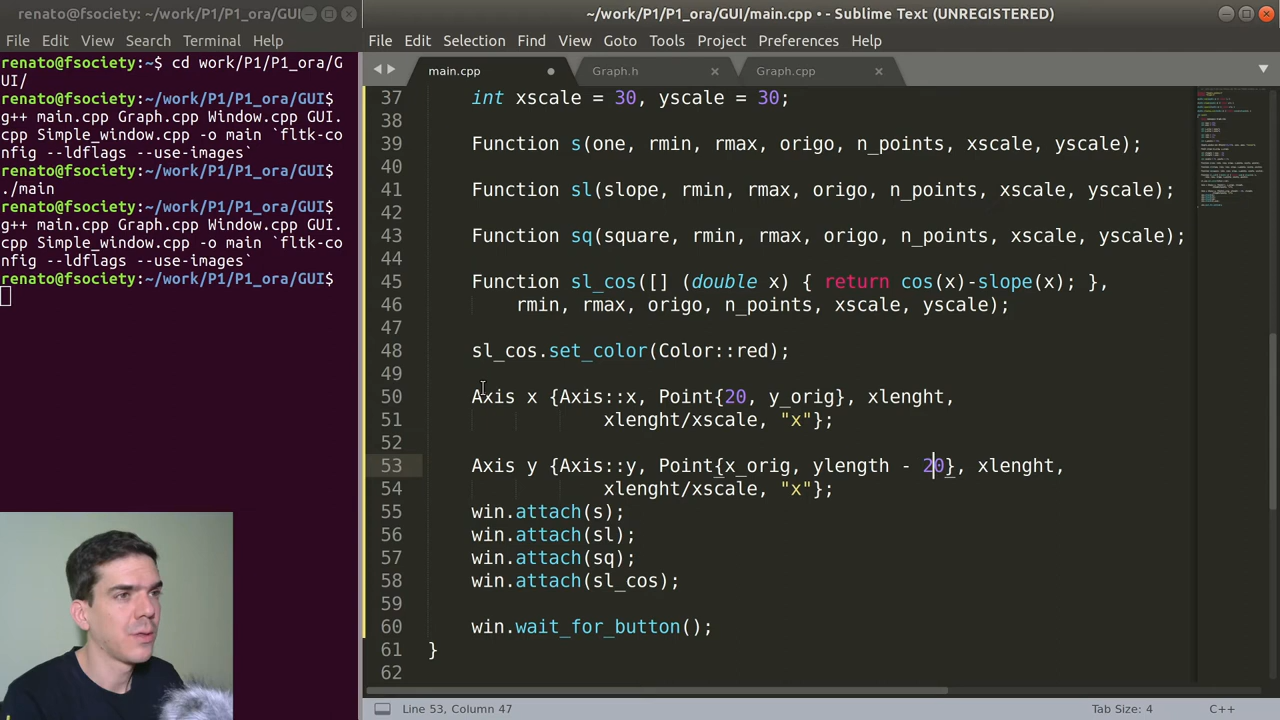 renato@fsociety: ~/work/P1/P1_ora/GUI
File Edit View Search Terminal Help
renato@fsociety:~$ cd work/P1/P1_ora/G
UI/
renato@fsociety:~/work/P1/P1_ora/GUI$
g++ main.cpp Graph.cpp Window.cpp GUI.
cpp Simple_window.cpp -o main `fltk-co
nfig --ldflags --use-images`
renato@fsociety:~/work/P1/P1_ora/GUI$
./main
renato@fsociety:~/work/P1/P1_ora/GUI$
g++ main.cpp Graph.cpp Window.cpp GUI.
cpp Simple_window.cpp -o main `fltk-co
nfig --ldflags --use-images`
renato@fsociety:~/work/P1/P1_ora/GUI$
~/work/P1/P1_ora/GUI/main.cpp • - Sublime Text (UNREGISTERED)
File Edit Selection Find View Goto Tools Project Preferences Help
main.cpp Graph.h Graph.cpp
37 int xscale = 30, yscale = 30;
38
39 Function s(one, rmin, rmax, origo, n_points, xscale, yscale);
40
41 Function sl(slope, rmin, rmax, origo, n_points, xscale, yscale);
42
43 Function sq(square, rmin, rmax, origo, n_points, xscale, yscale);
44
45 Function sl_cos([] (double x) { return cos(x)-slope(x); },
46 rmin, rmax, origo, n_points, xscale, yscale);
47
48 sl_cos.set_color(Color::red);
49
50 Axis x {Axis::x, Point{20, y_orig}, xlenght,
51 xlenght/xscale, "x"};
52
53 Axis y {Axis::y, Point{x_orig, ylength - 20}, xlenght,
54 xlenght/xscale, "x"};
55 win.attach(s);
56 win.attach(sl);
57 win.attach(sq);
58 win.attach(sl_cos);
59
60 win.wait_for_button();
61 }
62
Line 53, Column 47 Tab Size: 4 C++